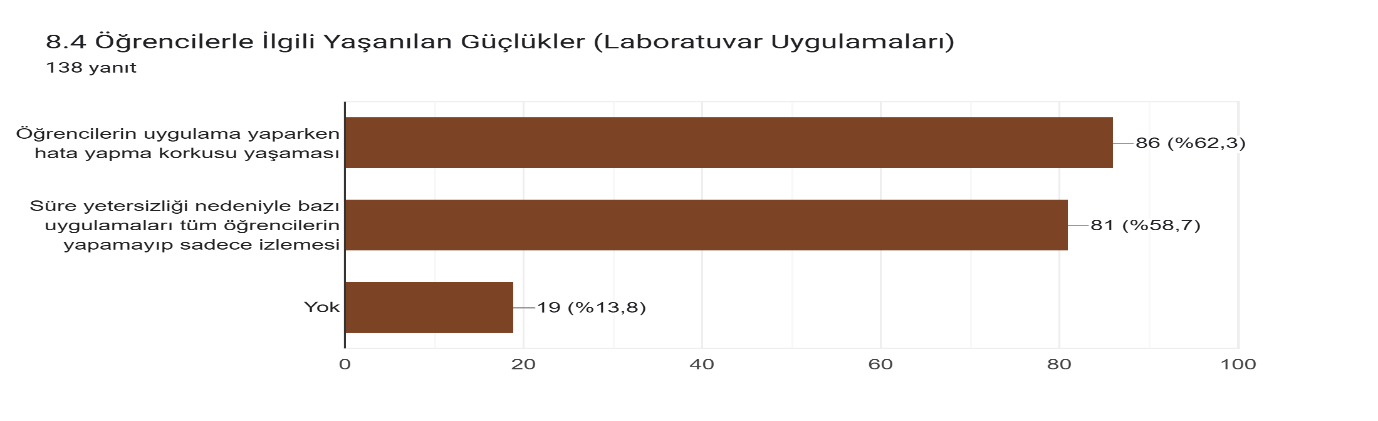 8.4 Öğrencilerle İlgili Yaşanılan Güçlükler (Laboratuvar Uygulamaları)
138 yanıt
Öğrencilerin uygulama yaparken
hata yapma korkusu yaşaması
86 (%62,3)
Süre yetersizliği nedeniyle bazı
uygulamaları tüm öğrencilerin
yapamayıp sadece izlemesi
81 (%58,7)
Yok
19 (%13,8)
0 20 40 60 80 100